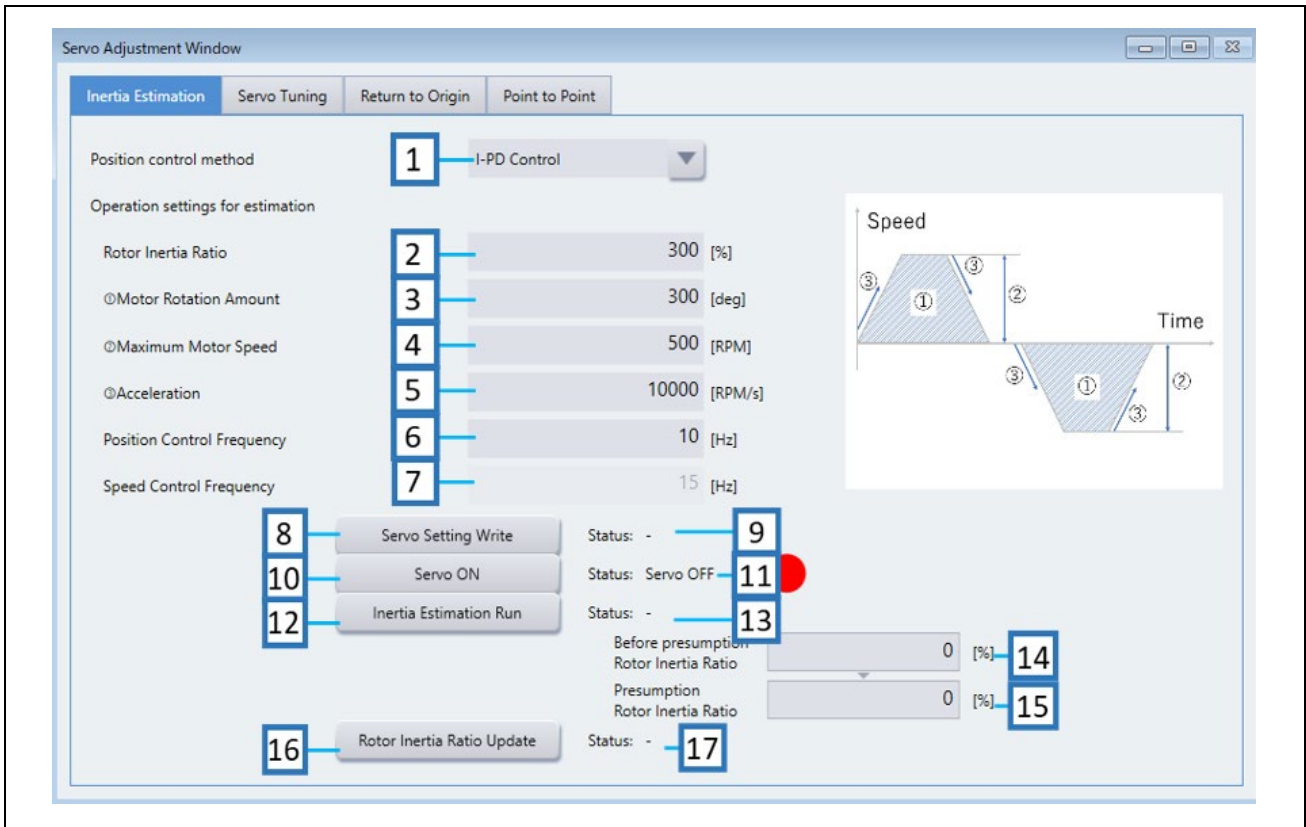 Servo Adjustment Window
Inertia Estimation Servo Tuning Return to Origin Point to Point
Position control method 1 I-PD Control
Operation settings for estimation
Rotor Inertia Ratio 2 300 [%]
①Motor Rotation Amount 3 300 [deg]
②Maximum Motor Speed 4 500 [RPM]
③Acceleration 5 10000 [RPM/s]
Position Control Frequency 6 10 [Hz]
Speed Control Frequency 7 15 [Hz]
Speed
③ ① ③ ②
Time
③ ① ③ ②
8 Servo Setting Write Status: - 9
10 Servo ON Status: Servo OFF 11
12 Inertia Estimation Run Status: - 13
Before presumption
Rotor Inertia Ratio 0 [%] 14
Presumption
Rotor Inertia Ratio 0 [%] 15
16 Rotor Inertia Ratio Update Status: - 17